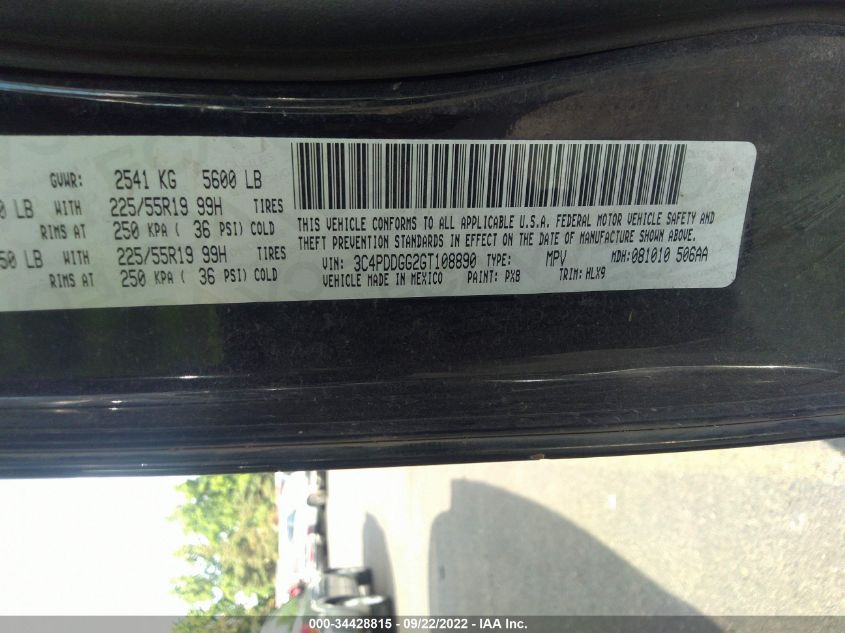 GVWR: 2541 KG 5600 LB
0 LB WITH 225/55R19 99H TIRES
RIMS AT 250 KPA ( 36 PSI) COLD
50 LB WITH 225/55R19 99H TIRES
RIMS AT 250 KPA ( 36 PSI) COLD
THIS VEHICLE CONFORMS TO ALL APPLICABLE U.S.A. FEDERAL MOTOR VEHICLE SAFETY AND
THEFT PREVENTION STANDARDS IN EFFECT ON THE DATE OF MANUFACTURE SHOWN ABOVE.
VIN: 3C4PDDGG2GT108890 TYPE: MPV MDH: 081010 506AA
VEHICLE MADE IN MEXICO PAINT: PX8 TRIM: HLX9
000-34428815 - 09/22/2022 - IAA Inc.